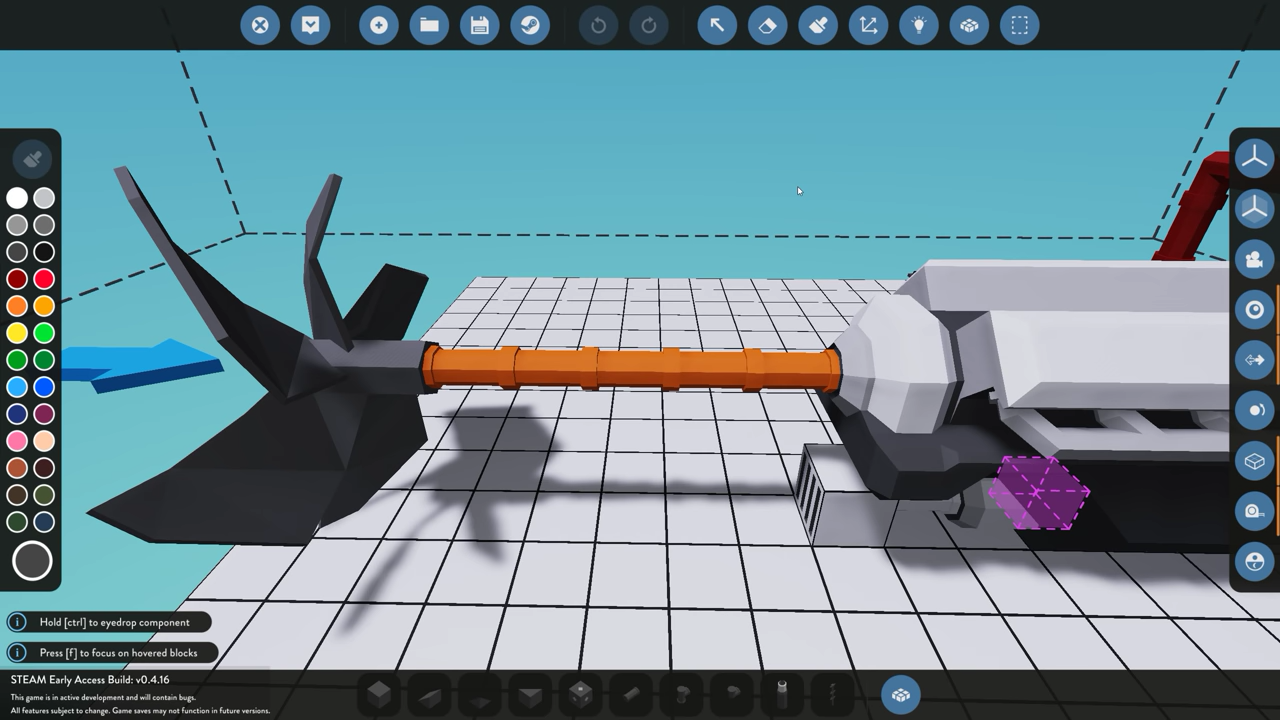 Hold [ctrl] to eyedrop component
Press [f] to focus on hovered blocks
STEAM Early Access Build: v0.4.16
This game is in active development and will contain bugs.
All features subject to change. Game saves may not function in future versions.